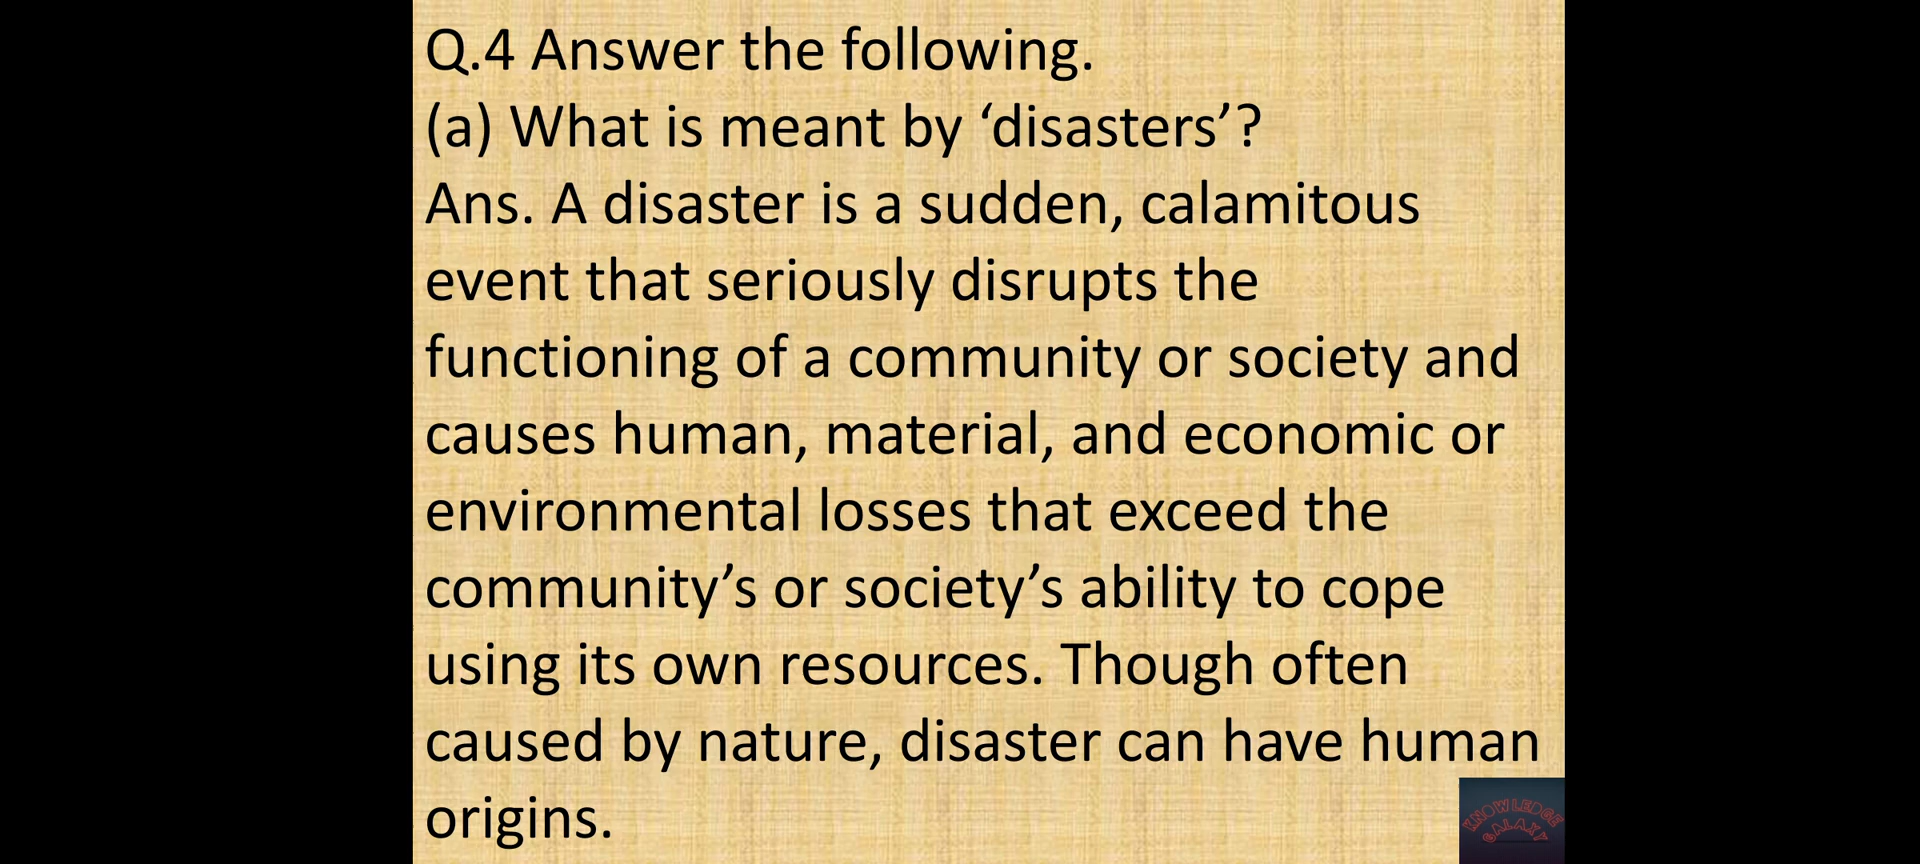 Q.4 Answer the following.
(a) What is meant by ‘disasters’?
Ans. A disaster is a sudden, calamitous
event that seriously disrupts the
functioning of a community or society and
causes human, material, and economic or
environmental losses that exceed the
community’s or society’s ability to cope
using its own resources. Though often
caused by nature, disaster can have human
origins.
KNOWLEDGE
GALAXY